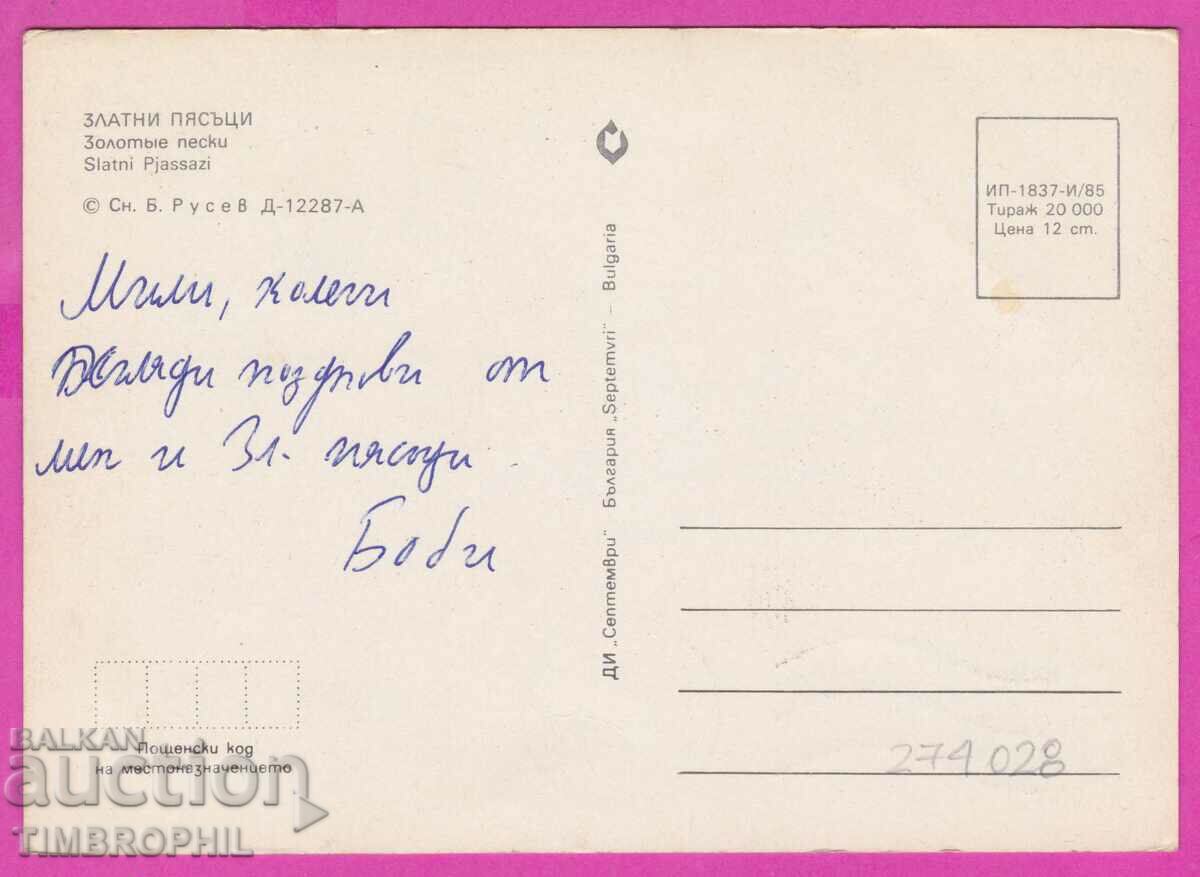 ЗЛАТНИ ПЯСЪЦИ
Золотые пески
Slatni Pjassazi
© Сн. Б. Русев Д-12287-А
Мили, колеги
поздрави от
мен и Зл. пясъци
Боби
Пощенски код
на местоназначението
ДИ „Септември" България „Septemvri" – Bulgaria
ИП-1837-И/85
Тираж 20 000
Цена 12 ст.
274028
BALKAN
auction
TIMBROPHIL